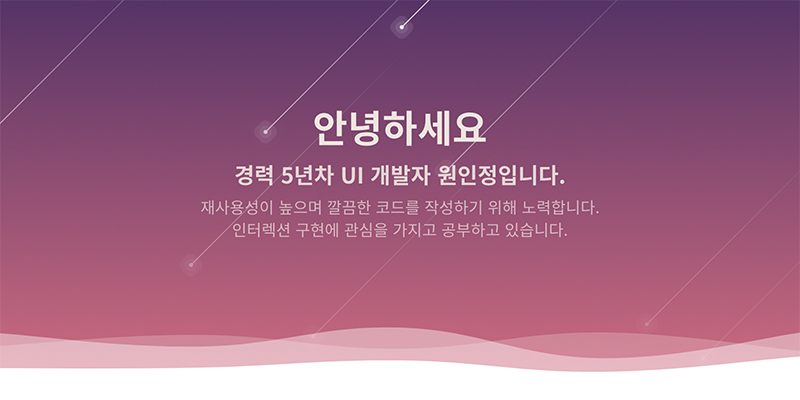 안녕하세요
경력 5년차 UI 개발자 원인정입니다.
재사용성이 높으며 깔끔한 코드를 작성하기 위해 노력합니다.
인터렉션 구현에 관심을 가지고 공부하고 있습니다.